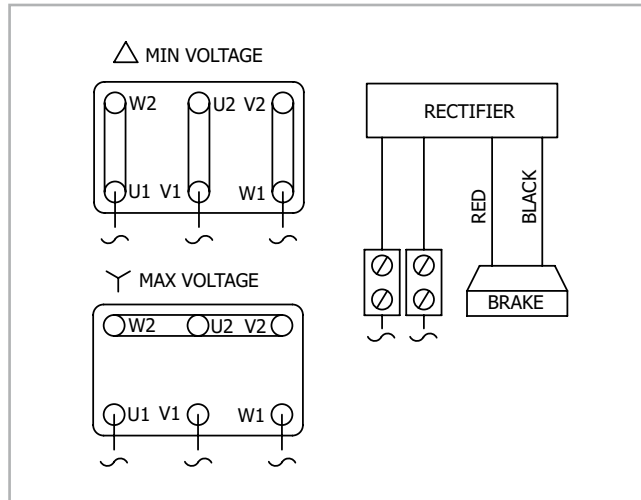 MIN VOLTAGE
W2 U2 V2
U1 V1 W1
MAX VOLTAGE
W2 U2 V2
U1 V1 W1
RECTIFIER
RED
BLACK
BRAKE